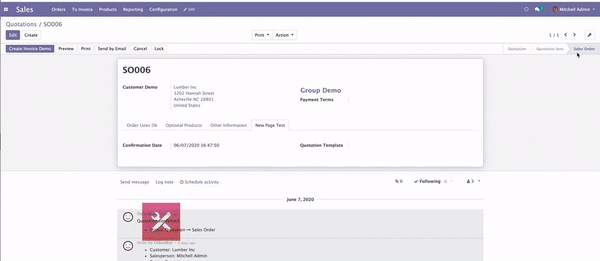 Sales Orders To Invoice Products Reporting Configuration Edit Mitchell Admin
Quotations / SO006
Edit Create Print Action 1 / 1
Create Invoice Demo Preview Print Send by Email Cancel Lock Quotation Quotation Sent Sales Order
SO006
Customer Demo Lumber Inc
3202 Hannah Street
Asheville NC 28801
United States
Group Demo
Payment Terms
Order Lines Ok Optional Products Other Information New Page Test
Confirmation Date 06/07/2020 16:47:50 Quotation Template
Send message Log note Schedule activity 0 Following 3
June 7, 2020
Quotation → Sales Order
• Customer: Lumber Inc
• Salesperson: Mitchell Admin